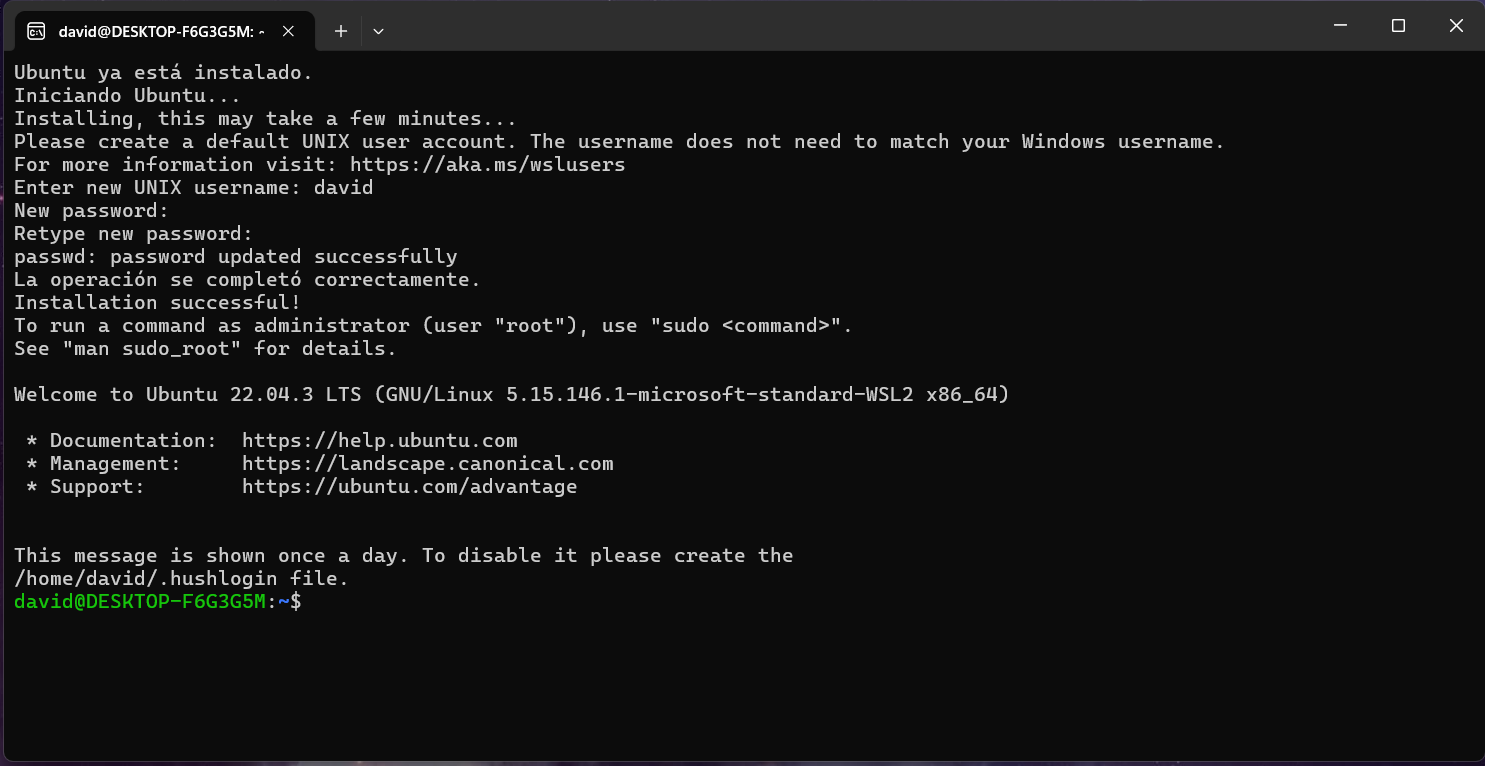 david@DESKTOP-F6G3G5M: ~
Ubuntu ya está instalado.
Iniciando Ubuntu...
Installing, this may take a few minutes...
Please create a default UNIX user account. The username does not need to match your Windows username.
For more information visit: https://aka.ms/wslusers
Enter new UNIX username: david
New password:
Retype new password:
passwd: password updated successfully
La operación se completó correctamente.
Installation successful!
To run a command as administrator (user "root"), use "sudo <command>".
See "man sudo_root" for details.
Welcome to Ubuntu 22.04.3 LTS (GNU/Linux 5.15.146.1-microsoft-standard-WSL2 x86_64)
* Documentation: https://help.ubuntu.com
* Management: https://landscape.canonical.com
* Support: https://ubuntu.com/advantage
This message is shown once a day. To disable it please create the
/home/david/.hushlogin file.
david@DESKTOP-F6G3G5M:~$